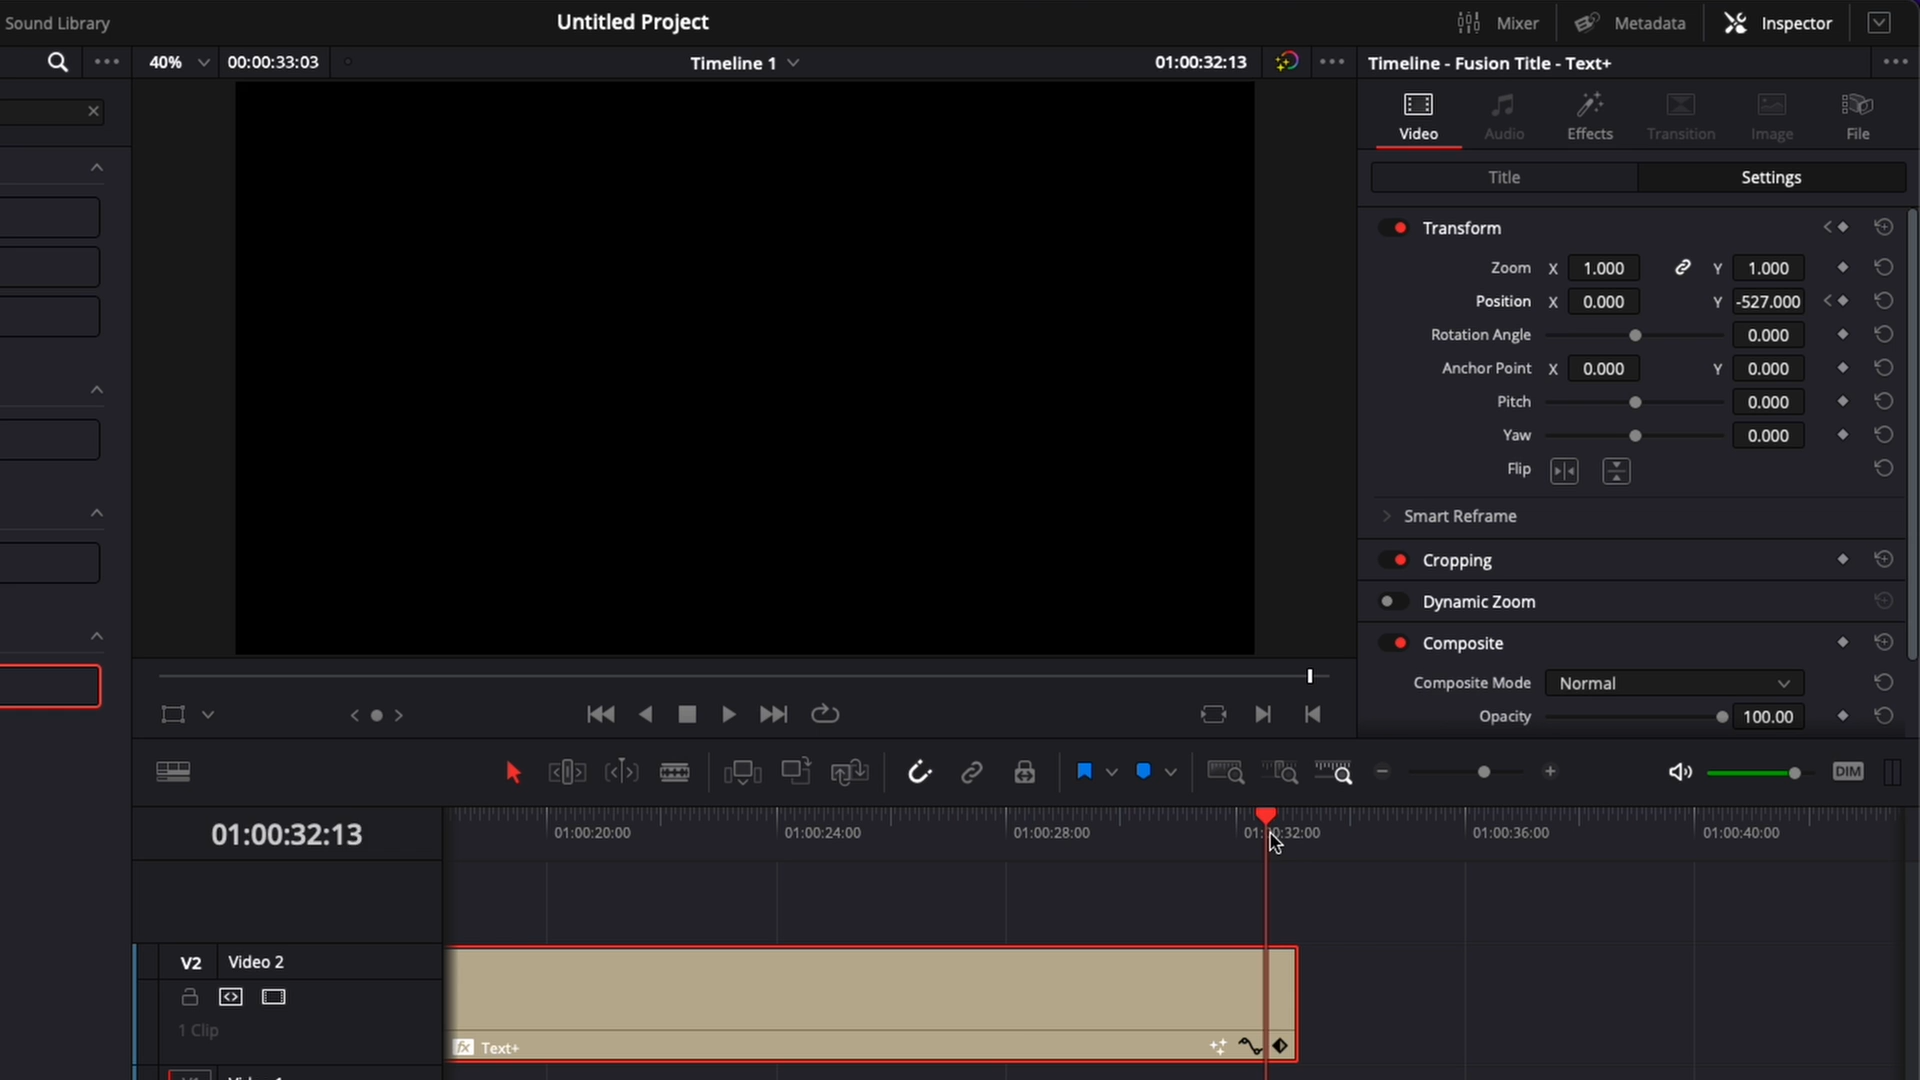 Sound Library
Untitled Project
Mixer
Metadata
Inspector
40%
00:00:33:03
Timeline 1
01:00:32:13
Timeline - Fusion Title - Text+
Video
Audio
Effects
Transition
Image
File
Title
Settings
Transform
Zoom X 1.000 Y 1.000
Position X 0.000 Y -527.000
Rotation Angle 0.000
Anchor Point X 0.000 Y 0.000
Pitch 0.000
Yaw 0.000
Flip
Smart Reframe
Cropping
Dynamic Zoom
Composite
Composite Mode Normal
Opacity 100.00
DIM
01:00:32:13
01:00:20:00
01:00:24:00
01:00:28:00
01:00:32:00
01:00:36:00
01:00:40:00
V2 Video 2
1 Clip
fx Text+